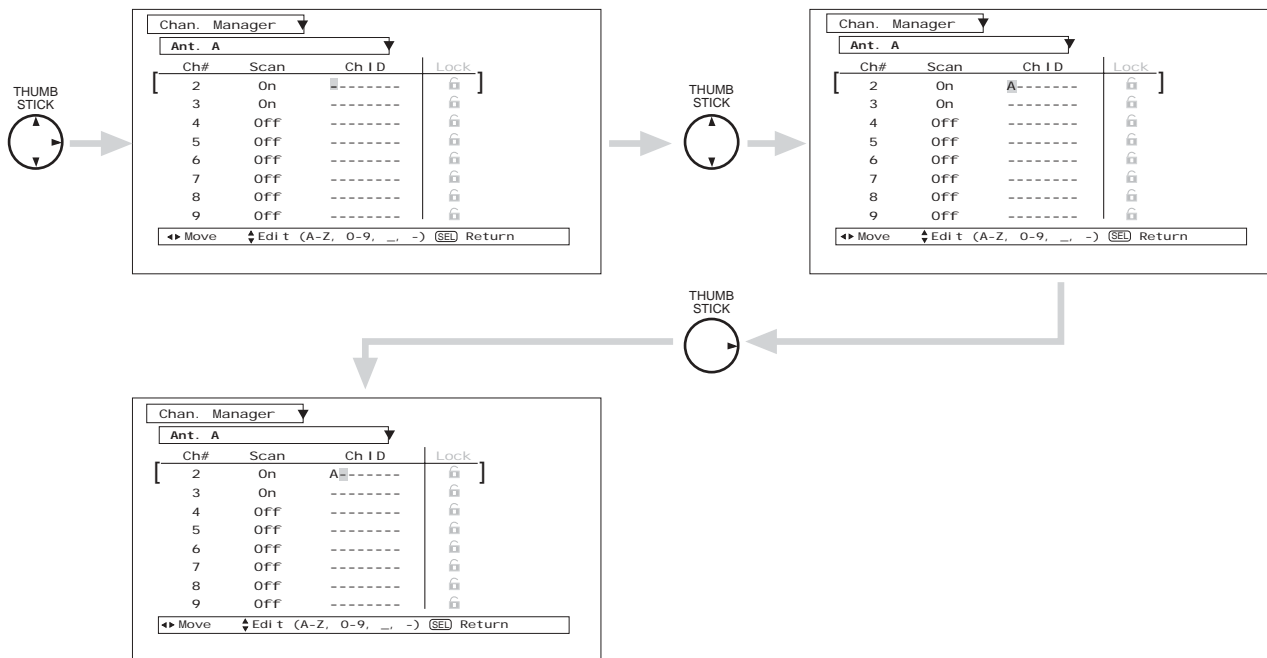 THUMB
STICK
Chan. Manager
Ant. A
Ch# Scan Ch ID Lock
[ 2 On -------- ]
3 On --------
4 Off --------
5 Off --------
6 Off --------
7 Off --------
8 Off --------
9 Off --------
Move Edit (A-Z, 0-9, _, -) SEL Return
THUMB
STICK
Chan. Manager
Ant. A
Ch# Scan Ch ID Lock
[ 2 On A------- ]
3 On --------
4 Off --------
5 Off --------
6 Off --------
7 Off --------
8 Off --------
9 Off --------
Move Edit (A-Z, 0-9, _, -) SEL Return
THUMB
STICK
Chan. Manager
Ant. A
Ch# Scan Ch ID Lock
[ 2 On A------- ]
3 On --------
4 Off --------
5 Off --------
6 Off --------
7 Off --------
8 Off --------
9 Off --------
Move Edit (A-Z, 0-9, _, -) SEL Return